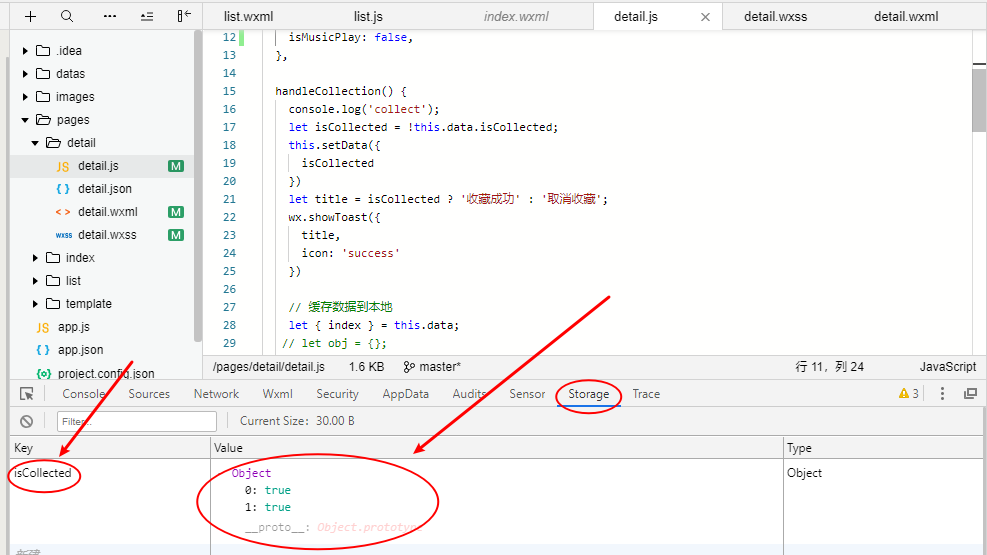 list.wxml list.js index.wxml detail.js detail.wxss detail.wxml
.idea
datas
images
pages
detail
JS detail.js M
{ } detail.json
< > detail.wxml M
wxss detail.wxss M
index
list
template
JS app.js
{ } app.json
{o} project.config.json
12 isMusicPlay: false,
13 },
14
15 handleCollection() {
16 console.log('collect');
17 let isCollected = !this.data.isCollected;
18 this.setData({
19 isCollected
20 })
21 let title = isCollected ? '收藏成功' : '取消收藏';
22 wx.showToast({
23 title,
24 icon: 'success'
25 })
26
27 // 缓存数据到本地
28 let { index } = this.data;
29 // let obj = {};
/pages/detail/detail.js 1.6 KB master* 行 11，列 24 JavaScript
Console Sources Network Wxml Security AppData Audits Sensor Storage Trace 3
Filter Current Size: 30.00 B
Key Value Type
isCollected Object Object
0: true
1: true
__proto__: Object.prototype
新建